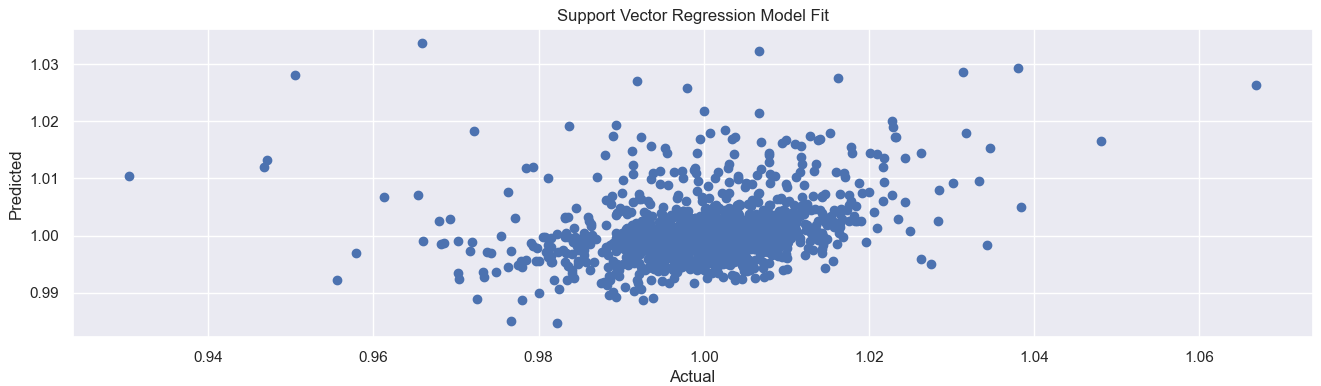 Support Vector Regression Model Fit
Predicted
1.03
1.02
1.01
1.00
0.99
0.94 0.96 0.98 1.00 1.02 1.04 1.06
Actual